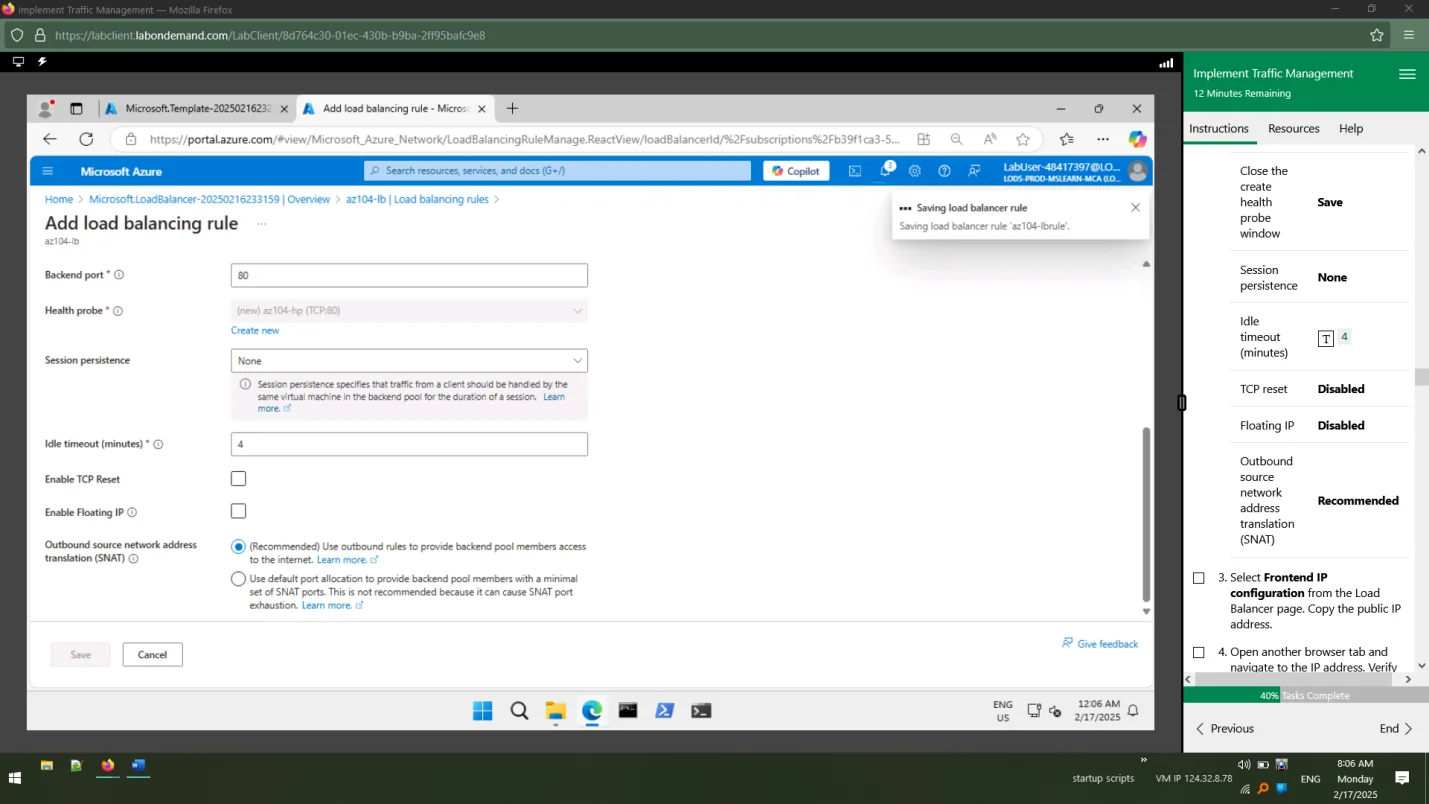 Implement Traffic Management — Mozilla Firefox
https://labclient.labondemand.com/LabClient/8d764c30-01ec-430b-b9ba-2ff95bafc9e8
Microsoft.Template-2025021623
Add load balancing rule - Micros
https://portal.azure.com/#view/Microsoft_Azure_Network/LoadBalancingRuleManage.ReactView/loadBalancerId/%2Fsubscriptions%2Fb39f1ca3-5...
Microsoft Azure
Search resources, services, and docs (G+/)
Copilot
3
LabUser-48417397@LO...
LODS-PROD-MSLEARN-MCA (LO...
Home > Microsoft.LoadBalancer-20250216233159 | Overview > az104-lb | Load balancing rules >
Add load balancing rule ...
az104-lb
Saving load balancer rule
Saving load balancer rule 'az104-lbrule'.
Backend port *
80
Health probe *
(new) az104-hp (TCP:80)
Create new
Session persistence
None
Session persistence specifies that traffic from a client should be handled by the
same virtual machine in the backend pool for the duration of a session. Learn
more.
Idle timeout (minutes) *
4
Enable TCP Reset
Enable Floating IP
Outbound source network address
translation (SNAT)
(Recommended) Use outbound rules to provide backend pool members access
to the internet. Learn more.
Use default port allocation to provide backend pool members with a minimal
set of SNAT ports. This is not recommended because it can cause SNAT port
exhaustion. Learn more.
Save
Cancel
Give feedback
ENG
US
12:06 AM
2/17/2025
Implement Traffic Management
12 Minutes Remaining
Instructions
Resources
Help
Close the
create
health
probe
window
Save
Session
persistence
None
Idle
timeout
(minutes)
T 4
TCP reset
Disabled
Floating IP
Disabled
Outbound
source
network
address
translation
(SNAT)
Recommended
3. Select Frontend IP
configuration from the Load
Balancer page. Copy the public IP
address.
4. Open another browser tab and
navigate to the IP address. Verify
40% Tasks Complete
Previous
End
startup scripts
»
VM IP 124.32.8.78
ENG
8:06 AM
Monday
2/17/2025